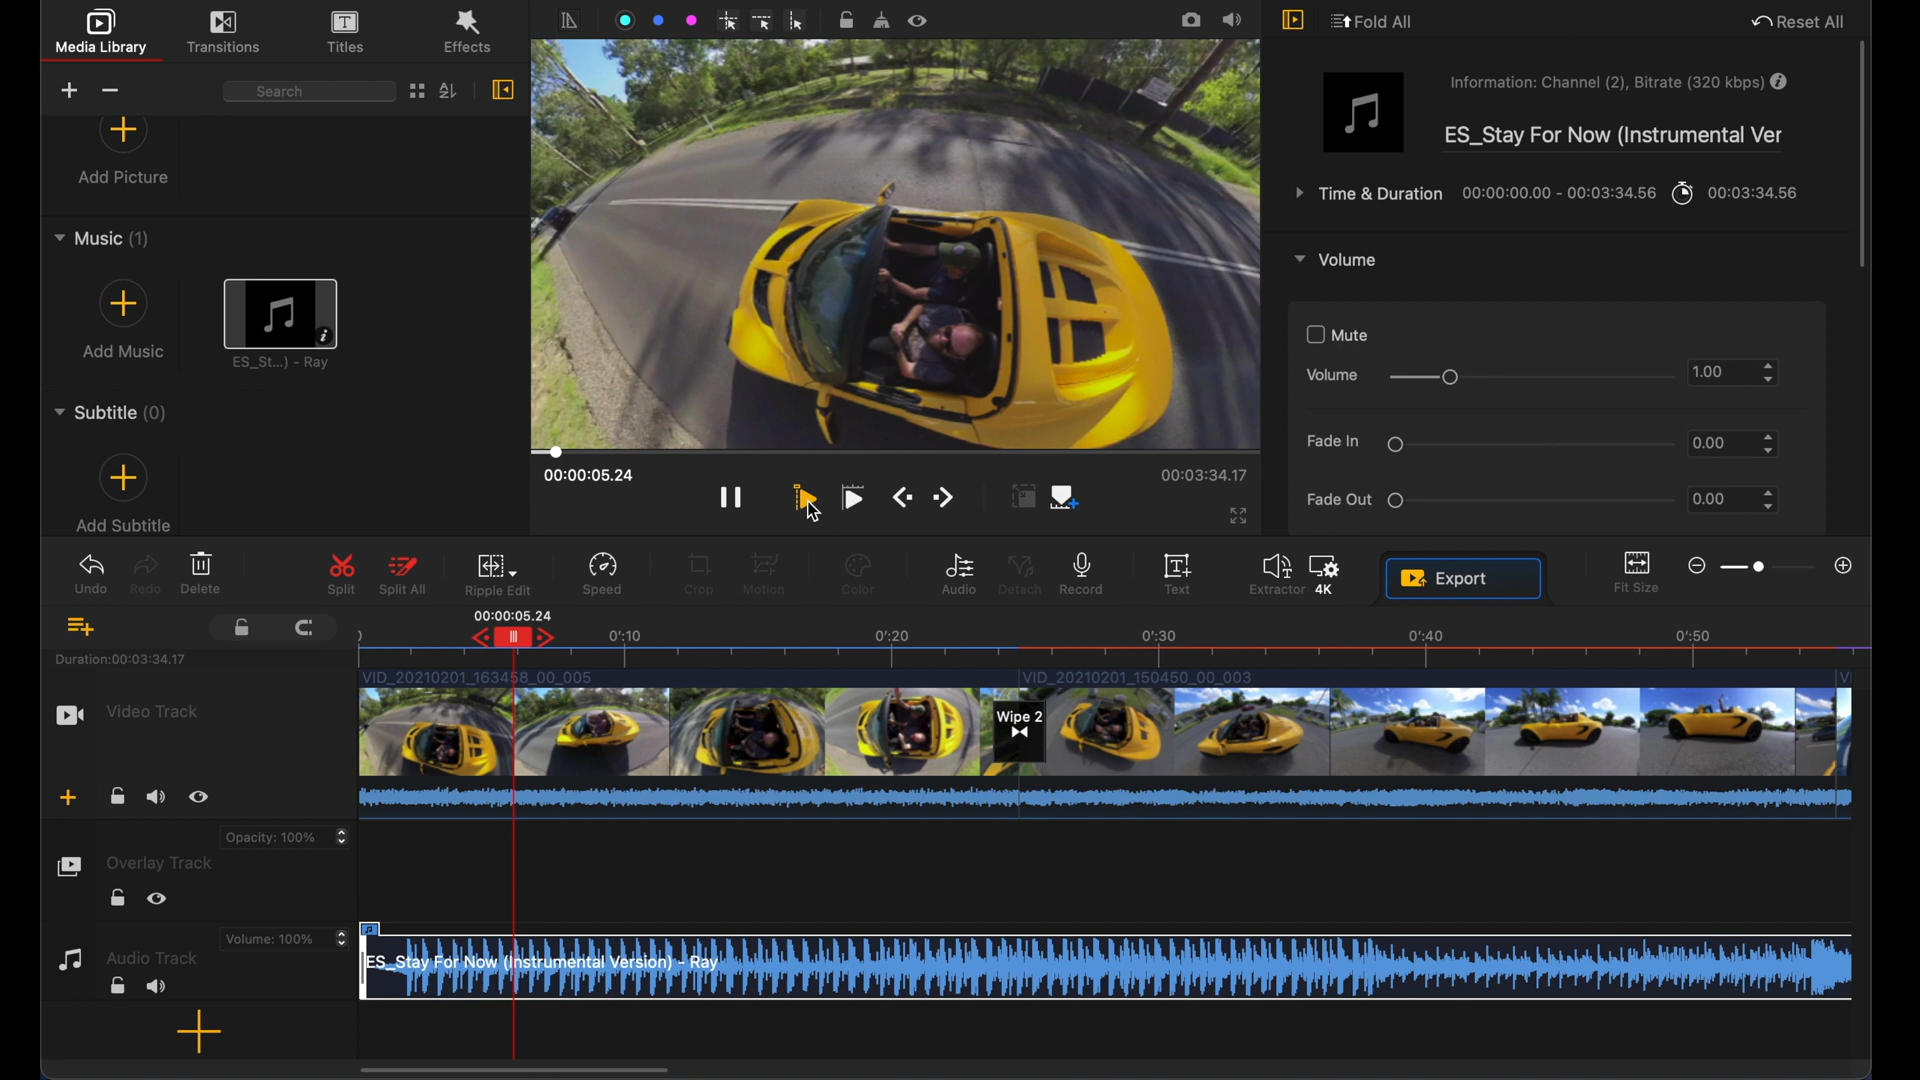 Media Library
Transitions
Titles
Effects
Fold All
Reset All
Search
Information: Channel (2), Bitrate (320 kbps)
ES_Stay For Now (Instrumental Ver
Add Picture
Time & Duration
00:00:00.00 - 00:03:34.56
00:03:34.56
Music (1)
Volume
Add Music
ES_St...) - Ray
Mute
Volume
1.00
Subtitle (0)
Fade In
0.00
Add Subtitle
00:00:05.24
00:03:34.17
Fade Out
0.00
Undo
Redo
Delete
Split
Split All
Ripple Edit
Speed
Crop
Motion
Color
Audio
Detach
Record
Text
Extractor
4K
Export
Fit Size
00:00:05.24
0':10
0':20
0':30
0':40
0':50
Duration:00:03:34.17
VID_20210201_163458_00_005
VID_20210201_150450_00_003
Video Track
Wipe 2
Opacity: 100%
Overlay Track
Volume: 100%
Audio Track
ES_Stay For Now (Instrumental Version) - Ray